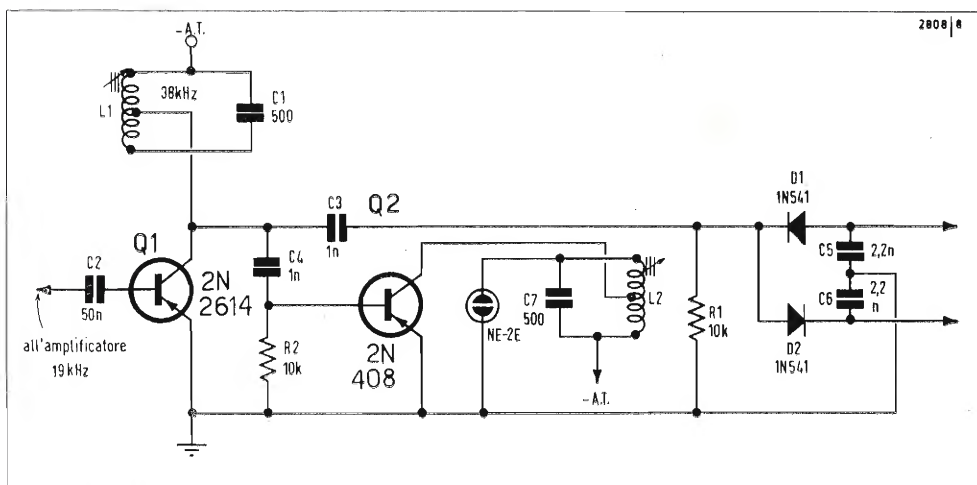 2808|8
-A.T.
38kHz
L1
C1
500
D1
1N541
C3
1n
Q2
Q1
C4
1n
C2
50n
2N
2614
C5
2,2n
C7
500
L2
C6
2,2
n
NE-2E
R1
10k
all'amplificatore
19kHz
R2
10k
2N
408
D2
1N541
-A.T.